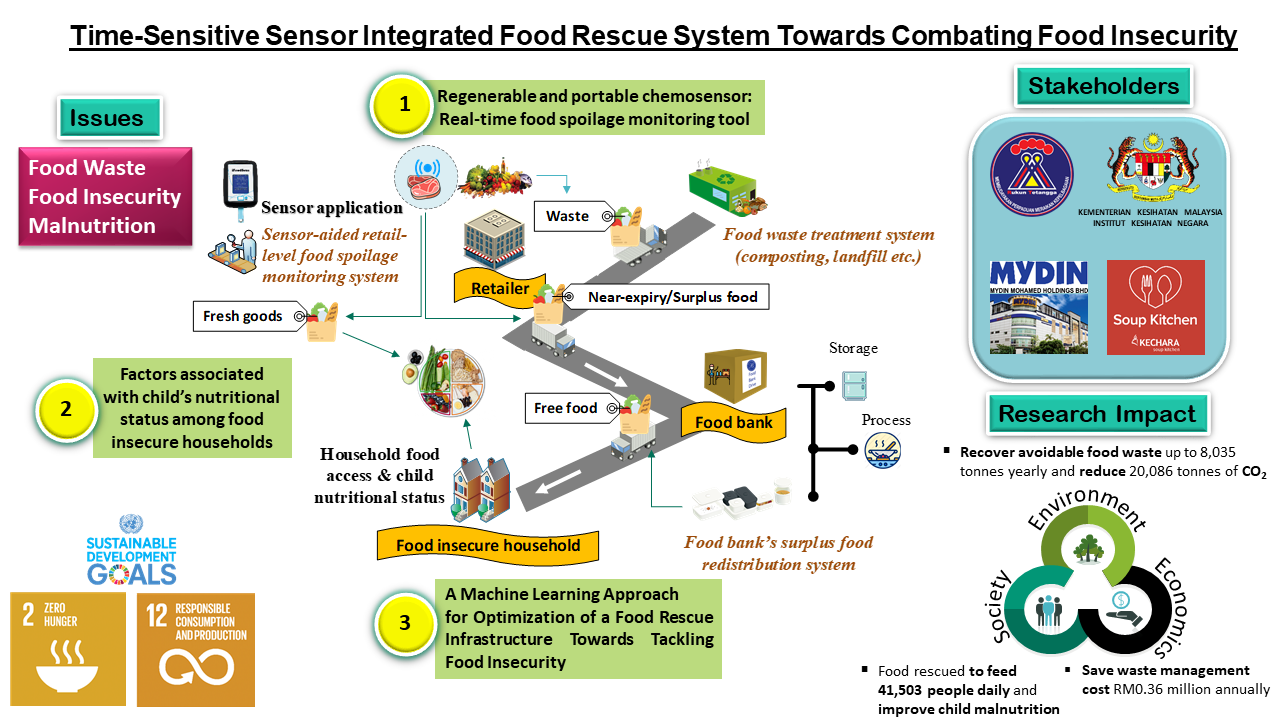 Time-Sensitive Sensor Integrated Food Rescue System Towards Combating Food Insecurity
Issues
Food Waste
Food Insecurity
Malnutrition
1
Regenerable and portable chemosensor:
Real-time food spoilage monitoring tool
Sensor application
Sensor-aided retail-
level food spoilage
monitoring system
Waste
Food waste treatment system
(composting, landfill etc.)
Retailer
Near-expiry/Surplus food
Fresh goods
2
Factors associated
with child's nutritional
status among food
insecure households
Free food
Food bank
Storage
Process
Household food
access & child
nutritional status
Food insecure household
Food bank's surplus food
redistribution system
3
A Machine Learning Approach
for Optimization of a Food Rescue
Infrastructure Towards Tackling
Food Insecurity
SUSTAINABLE
DEVELOPMENT
GOALS
2 ZERO
HUNGER
12 RESPONSIBLE
CONSUMPTION
AND PRODUCTION
Stakeholders
Rukun Tetangga
KEMENTERIAN KESIHATAN MALAYSIA
INSTITUT KESIHATAN NEGARA
MYDIN
MYDIN MOHAMED HOLDINGS BHD
Soup Kitchen
KECHARA
soup kitchen
Research Impact
▪ Recover avoidable food waste up to 8,035
tonnes yearly and reduce 20,086 tonnes of CO₂
Environment
Society
Economics
▪ Food rescued to feed
41,503 people daily and
improve child malnutrition
▪ Save waste management
cost RM0.36 million annually